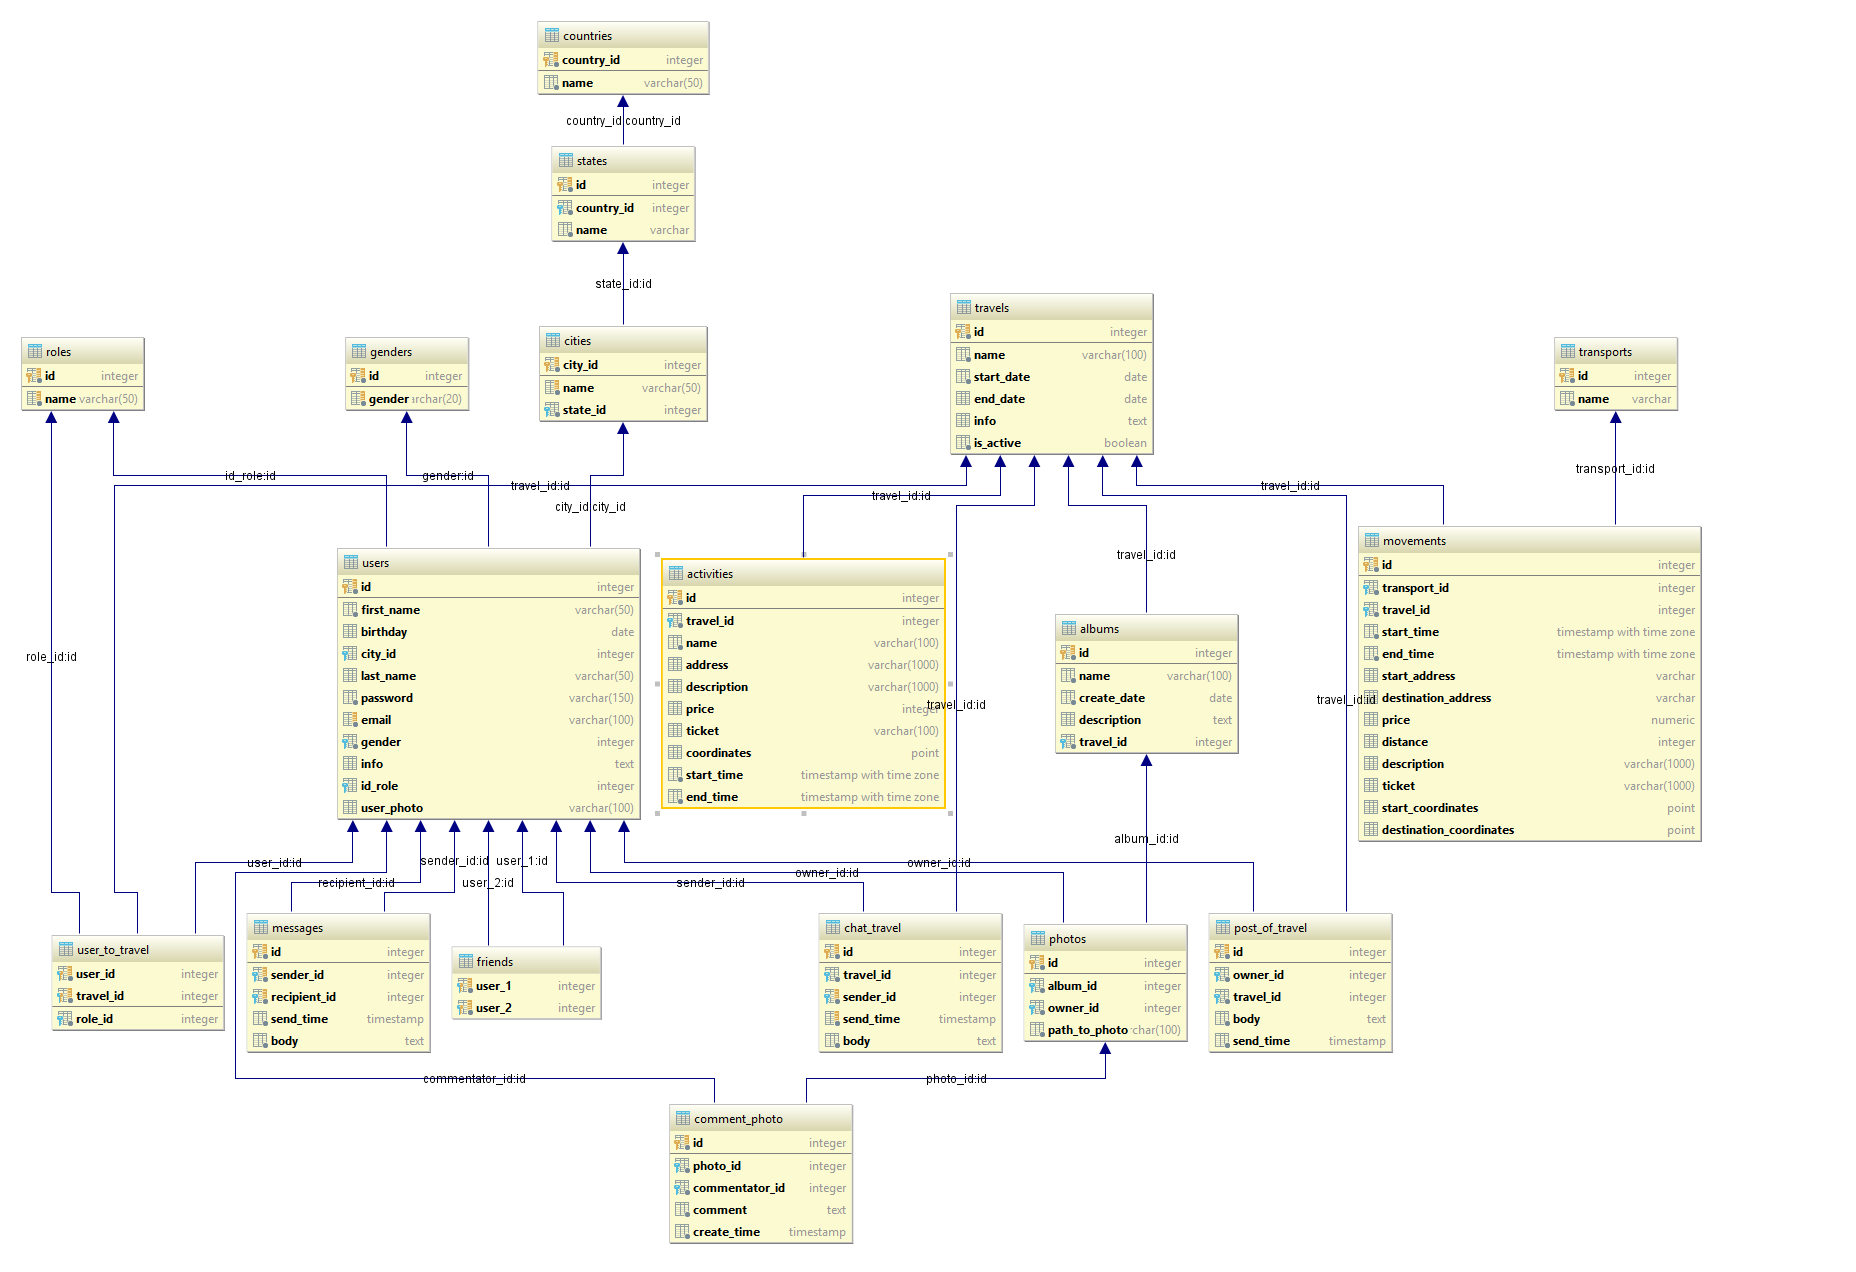 countries
country_id integer
name varchar(50)
country_id:country_id
states
id integer
country_id integer
name varchar
state_id:id
cities
city_id integer
name varchar(50)
state_id integer
travels
id integer
name varchar(100)
start_date date
end_date date
info text
is_active boolean
roles
id integer
name varchar(50)
genders
id integer
gender archar(20)
transports
id integer
name varchar
id_role:id
gender:id
travel_id:id
city_id:city_id
travel_id:id
travel_id:id
transport_id:id
role_id:id
users
id integer
first_name varchar(50)
birthday date
city_id integer
last_name varchar(50)
password varchar(150)
email varchar(100)
gender integer
info text
id_role integer
user_photo varchar(100)
activities
id integer
travel_id integer
name varchar(100)
address varchar(1000)
description varchar(1000)
price integer
ticket varchar(100)
coordinates point
start_time timestamp with time zone
end_time timestamp with time zone
travel_id:id
travel_id:id
albums
id integer
name varchar(100)
create_date date
description text
travel_id integer
travel_id:id
movements
id integer
transport_id integer
travel_id integer
start_time timestamp with time zone
end_time timestamp with time zone
start_address varchar
destination_address varchar
price numeric
distance integer
description varchar(1000)
ticket varchar(1000)
start_coordinates point
destination_coordinates point
album_id:id
user_id:id
sender_id:id
user_1:id
recipient_id:id
user_2:id
sender_id:id
owner_id:id
owner_id:id
user_to_travel
user_id integer
travel_id integer
role_id integer
messages
id integer
sender_id integer
recipient_id integer
send_time timestamp
body text
friends
user_1 integer
user_2 integer
chat_travel
id integer
travel_id integer
sender_id integer
send_time timestamp
body text
photos
id integer
album_id integer
owner_id integer
path_to_photo char(100)
post_of_travel
id integer
owner_id integer
travel_id integer
body text
send_time timestamp
commentator_id:id
photo_id:id
comment_photo
id integer
photo_id integer
commentator_id integer
comment text
create_time timestamp